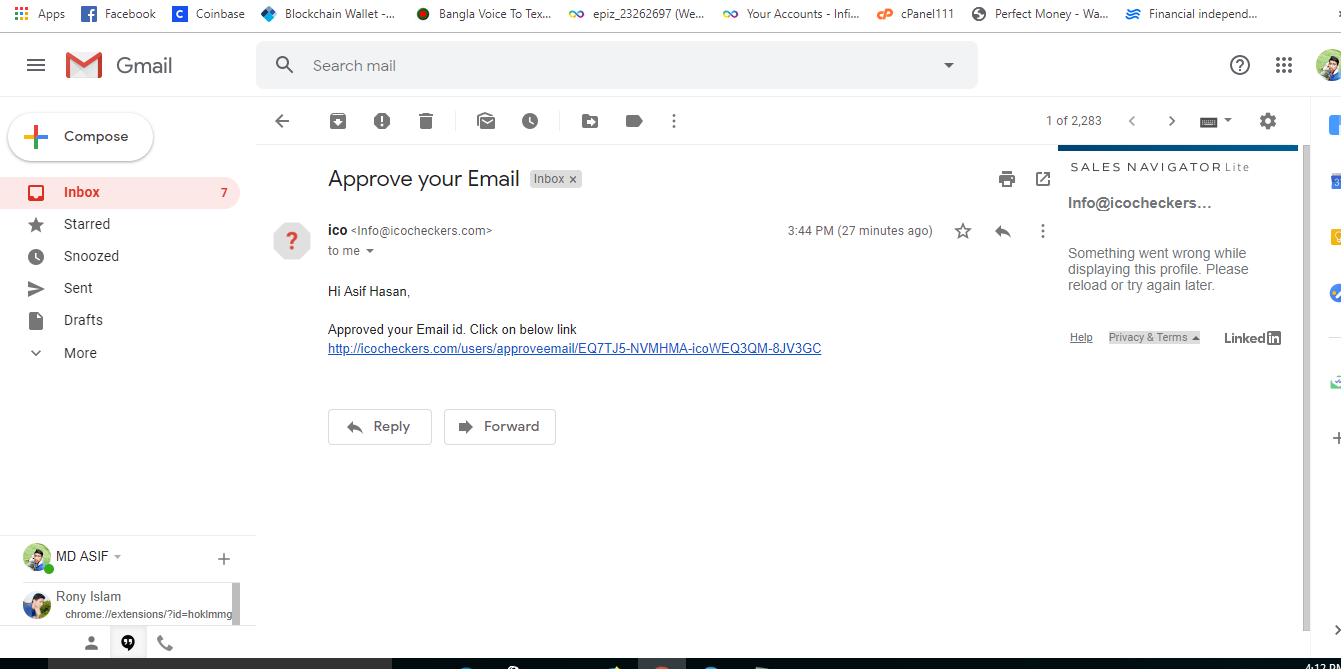 Apps Facebook Coinbase Blockchain Wallet -... Bangla Voice To Tex... epiz_23262697 (We... Your Accounts - Infi... cPanel111 Perfect Money - Wa... Financial independ...
Gmail
Search mail
Compose
1 of 2,283
Inbox 7
Starred
Snoozed
Sent
Drafts
More
Approve your Email Inbox ×
ico <Info@icocheckers.com> 3:44 PM (27 minutes ago)
to me
Hi Asif Hasan,
Approved your Email id. Click on below link
http://icocheckers.com/users/approveemail/EQ7TJ5-NVMHMA-icoWEQ3QM-8JV3GC
Reply Forward
SALES NAVIGATOR Lite
Info@icocheckers...
Something went wrong while
displaying this profile. Please
reload or try again later.
Help Privacy & Terms LinkedIn
MD ASIF
Rony Islam
chrome://extensions/?id=hoklmmg